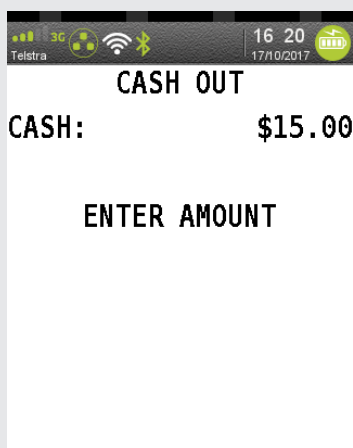 3G 16 20
Telstra 17/10/2017
CASH OUT
CASH: $15.00
ENTER AMOUNT